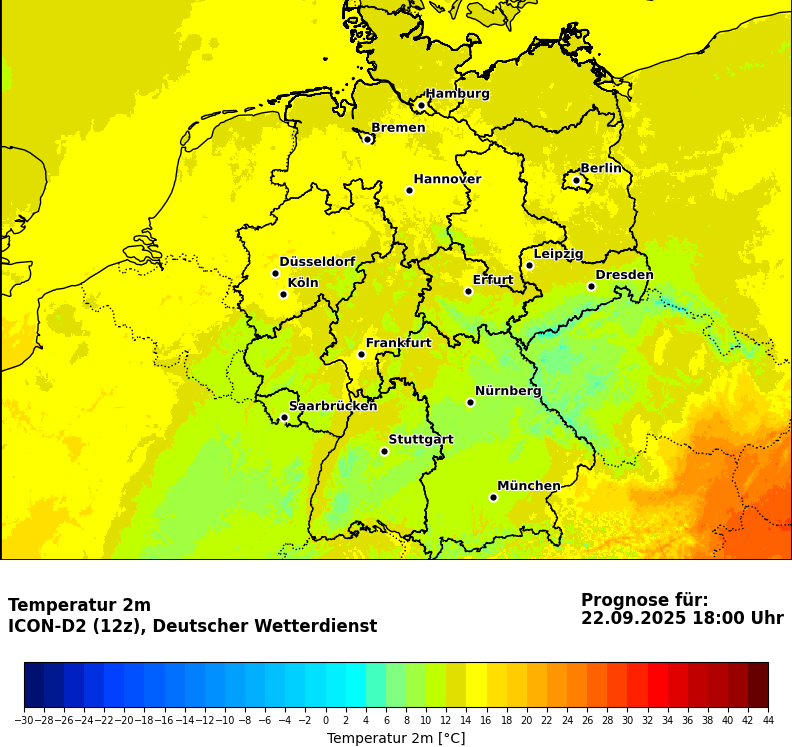 Hamburg
Bremen
Berlin
Hannover
Leipzig
Düsseldorf
Dresden
Köln
Erfurt
Frankfurt
Nürnberg
Saarbrücken
Stuttgart
München
Temperatur 2m
ICON-D2 (12z), Deutscher Wetterdienst
Prognose für:
22.09.2025 18:00 Uhr
−30 −28 −26 −24 −22 −20 −18 −16 −14 −12 −10 −8 −6 −4 −2 0 2 4 6 8 10 12 14 16 18 20 22 24 26 28 30 32 34 36 38 40 42 44
Temperatur 2m [°C]